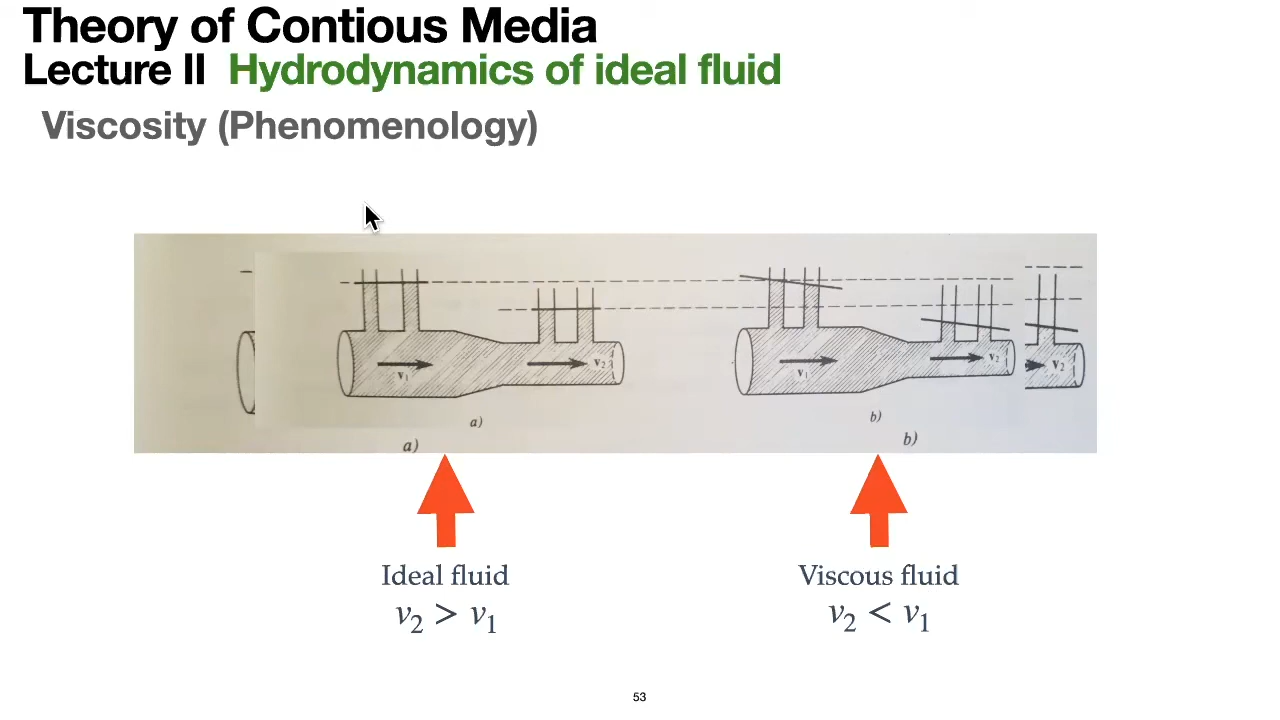 Theory of Contious Media
Lecture II Hydrodynamics of ideal fluid
Viscosity (Phenomenology)
v₁
v₂
v₁
v₂
v₂
a)
b)
a)
b)
Ideal fluid
v₂ > v₁
Viscous fluid
v₂ < v₁
53